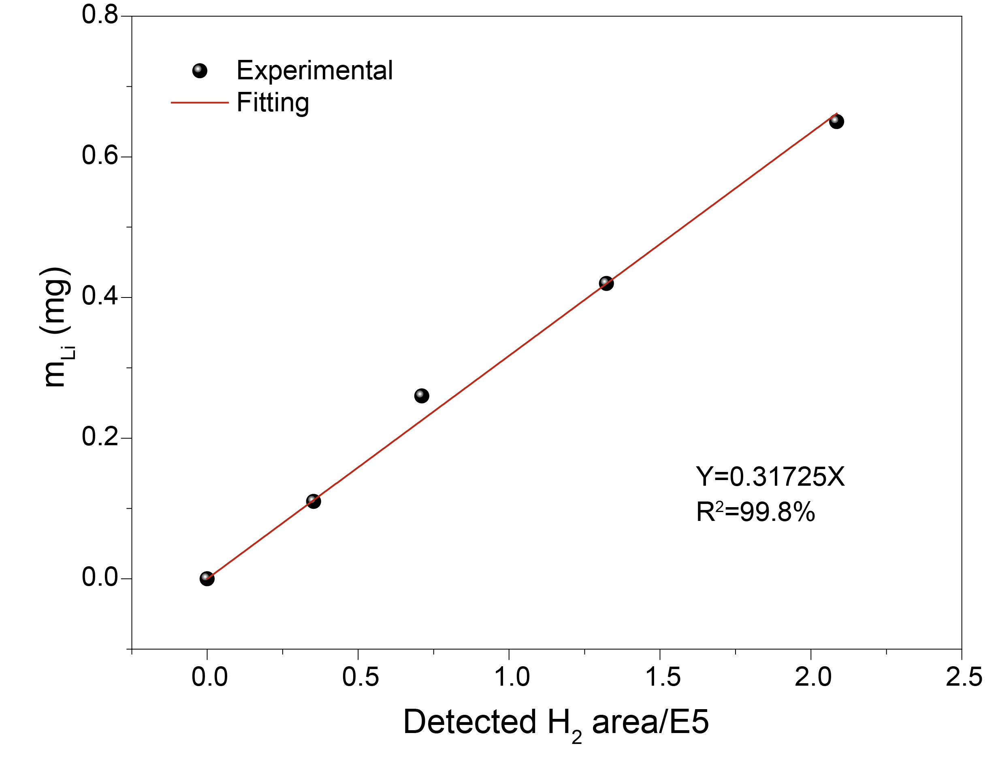 0.8
0.6
0.4
0.2
0.0
m_Li (mg)
Experimental
Fitting
Y=0.31725X
R²=99.8%
0.0 0.5 1.0 1.5 2.0 2.5
Detected H₂ area/E5